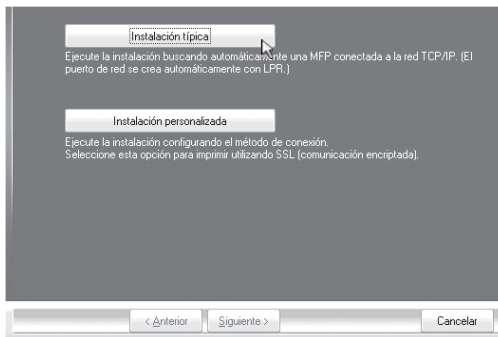 Instalación típica
Ejecute la instalación buscando automáticamente una MFP conectada a la red TCP/IP. (El
puerto de red se crea automáticamente con LPR.)
Instalación personalizada
Ejecute la instalación configurando el método de conexión.
Seleccione esta opción para imprimir utilizando SSL (comunicación encriptada).
< Anterior
Siguiente >
Cancelar